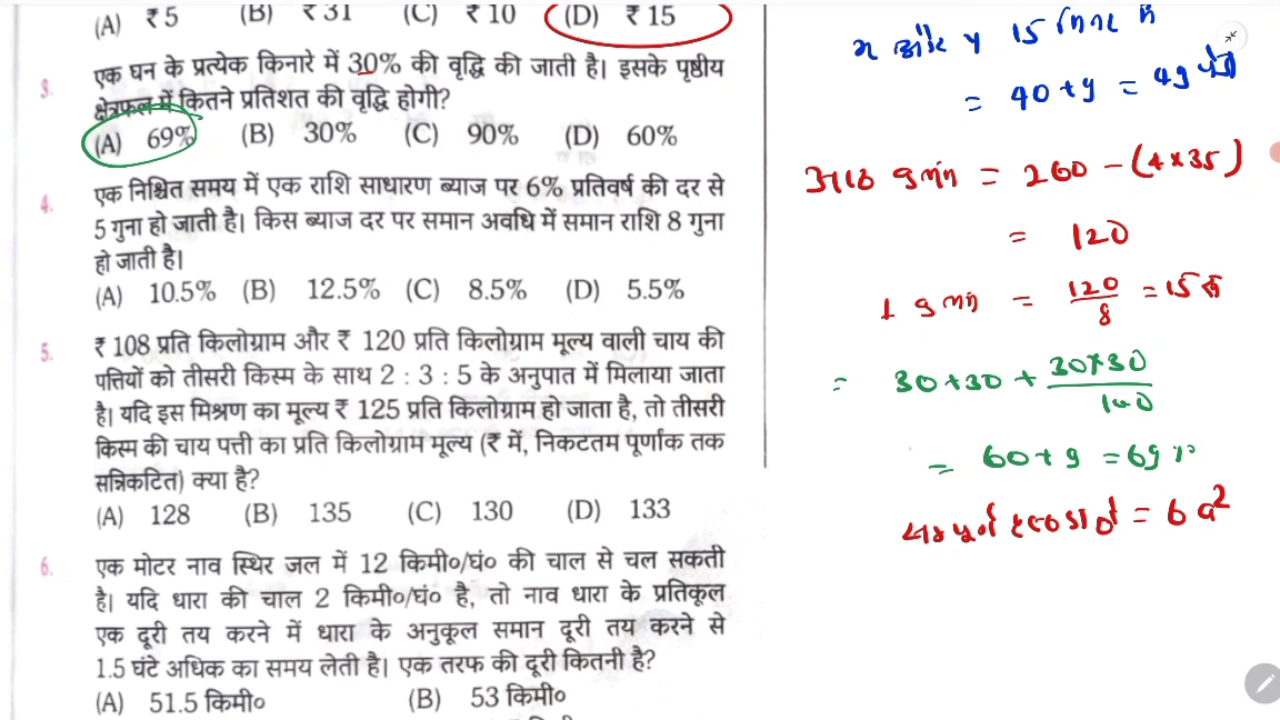 (A) ₹ 5 (B) ₹ 31 (C) ₹ 10 (D) ₹ 15
3. एक घन के प्रत्येक किनारे में 30% की वृद्धि की जाती है। इसके पृष्ठीय
क्षेत्रफल में कितने प्रतिशत की वृद्धि होगी?
(A) 69% (B) 30% (C) 90% (D) 60%
4. एक निश्चित समय में एक राशि साधारण ब्याज पर 6% प्रतिवर्ष की दर से
5 गुना हो जाती है। किस ब्याज दर पर समान अवधि में समान राशि 8 गुना
हो जाती है।
(A) 10.5% (B) 12.5% (C) 8.5% (D) 5.5%
5. ₹ 108 प्रति किलोग्राम और ₹ 120 प्रति किलोग्राम मूल्य वाली चाय की
पत्तियों को तीसरी किस्म के साथ 2 : 3 : 5 के अनुपात में मिलाया जाता
है। यदि इस मिश्रण का मूल्य ₹ 125 प्रति किलोग्राम हो जाता है, तो तीसरी
किस्म की चाय पत्ती का प्रति किलोग्राम मूल्य (₹ में, निकटतम पूर्णांक तक
सन्निकटित) क्या है?
(A) 128 (B) 135 (C) 130 (D) 133
6. एक मोटर नाव स्थिर जल में 12 किमी०/घं० की चाल से चल सकती
है। यदि धारा की चाल 2 किमी०/घं० है, तो नाव धारा के प्रतिकूल
एक दूरी तय करने में धारा के अनुकूल समान दूरी तय करने से
1.5 घंटे अधिक का समय लेती है। एक तरफ की दूरी कितनी है?
(A) 51.5 किमी० (B) 53 किमी०
x और y 15
= 40 + 9 = 49
= 260 - (4×35)
= 120
1 = 120/8 = 15
= 30 + 30 + 30×30/100
= 60 + 9 = 69%
= 6a²